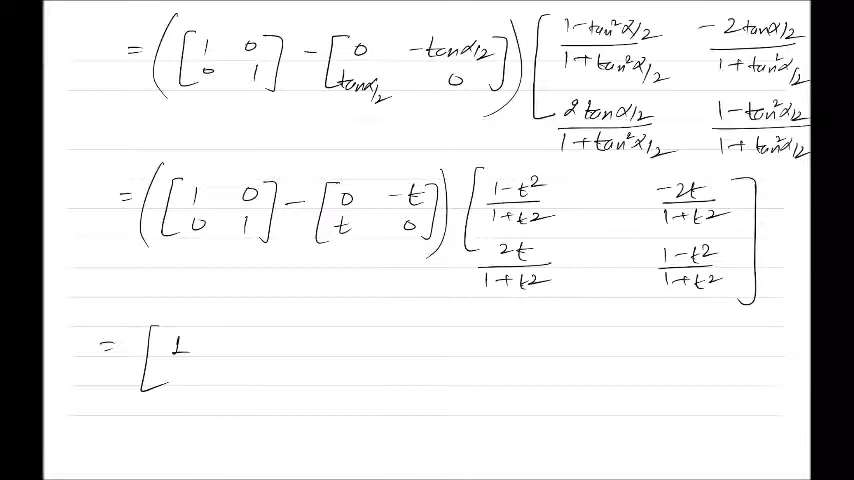 = ([1 0; 0 1] - [0 -tanα/2; tanα/2 0]) [(1-tan²α/2)/(1+tan²α/2) (-2tanα/2)/(1+tan²α/2); (2tanα/2)/(1+tan²α/2) (1-tan²α/2)/(1+tan²α/2)
= ([1 0; 0 1] - [0 -t; t 0]) [(1-t2)/(1+t2) (-2t)/(1+t2); (2t)/(1+t2) (1-t2)/(1+t2)]
= [ 1